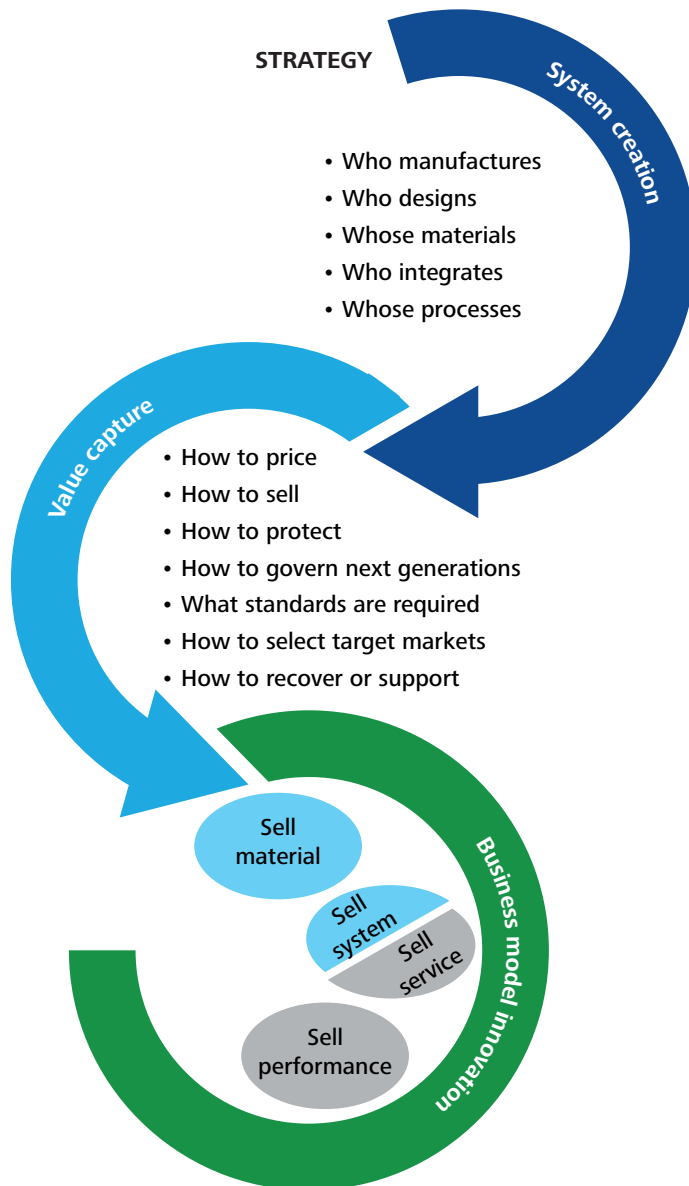 STRATEGY
System creation
• Who manufactures
• Who designs
• Whose materials
• Who integrates
• Whose processes
Value capture
• How to price
• How to sell
• How to protect
• How to govern next generations
• What standards are required
• How to select target markets
• How to recover or support
Business model innovation
Sell
material
Sell
system
Sell
service
Sell
performance